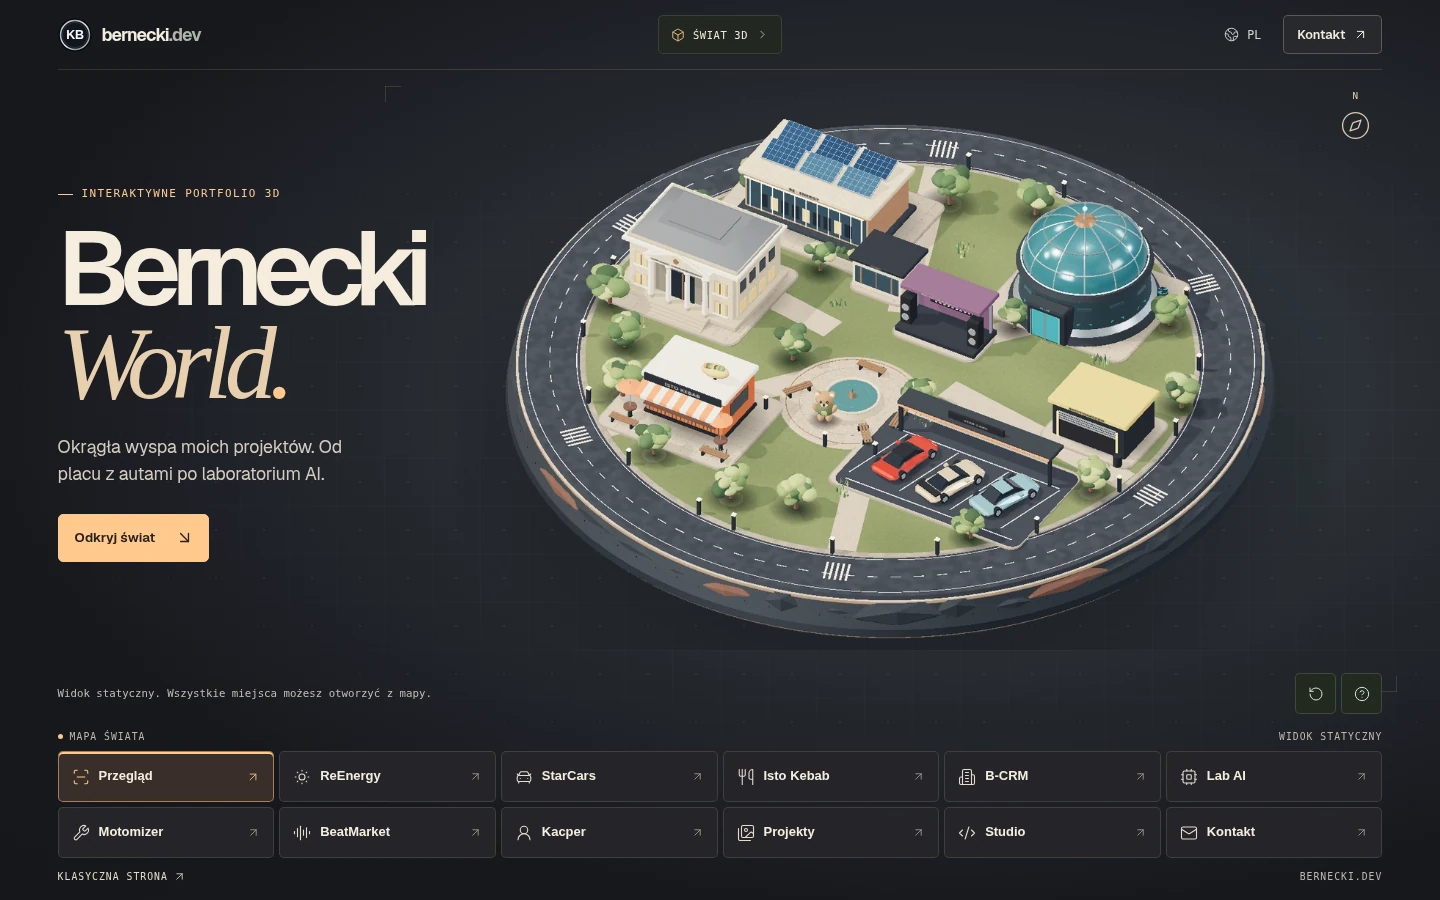 KB bernecki.dev
ŚWIAT 3D
PL
Kontakt
N
INTERAKTYWNE PORTFOLIO 3D
Bernecki
World.
Okrągła wyspa moich projektów. Od
placu z autami po laboratorium AI.
Odkryj świat
ISTO KEBAB
Widok statyczny. Wszystkie miejsca możesz otworzyć z mapy.
MAPA ŚWIATA
WIDOK STATYCZNY
Przegląd
ReEnergy
StarCars
Isto Kebab
B-CRM
Lab AI
Motomizer
BeatMarket
Kacper
Projekty
Studio
Kontakt
KLASYCZNA STRONA
BERNECKI.DEV